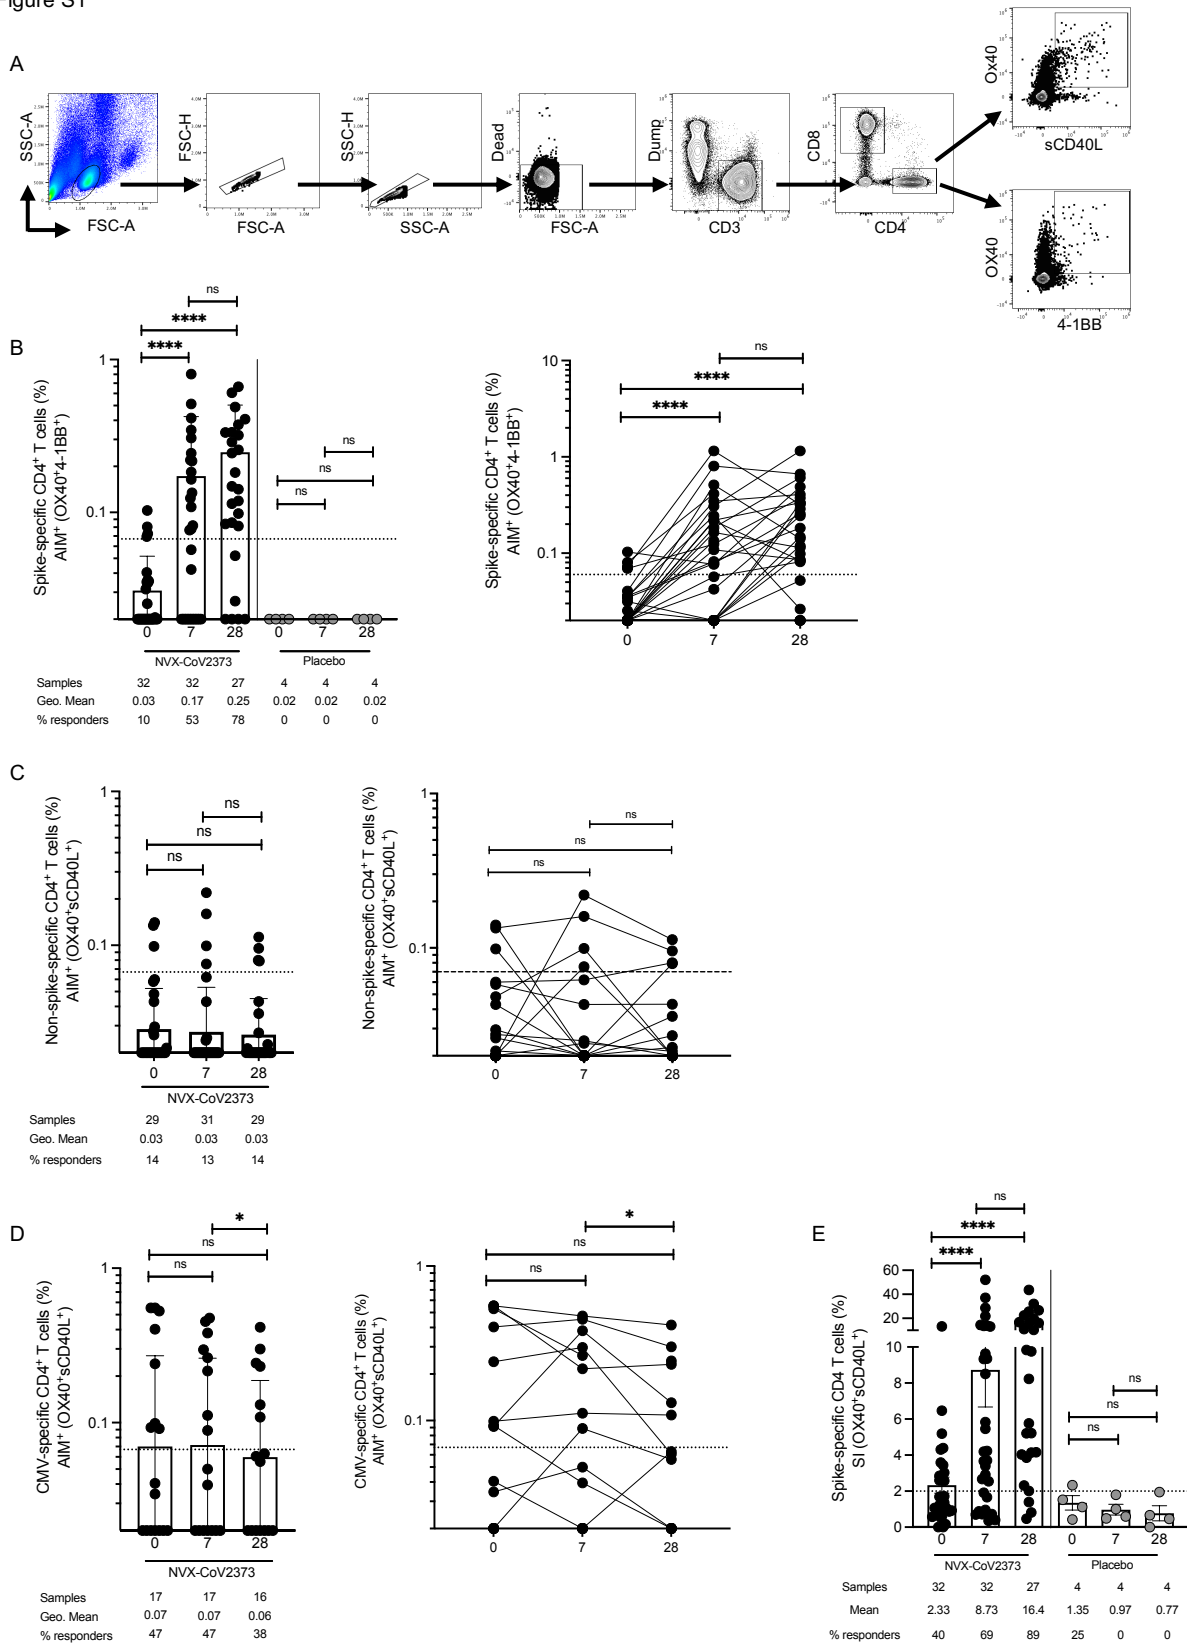 Figure S1
A
SSC-A
FSC-A
FSC-H
FSC-A
SSC-H
SSC-A
Dead
FSC-A
Dump
CD3
CD8
CD4
Ox40
sCD40L
OX40
4-1BB
B
Spike-specific CD4+ T cells (%)
AIM+ (OX40+4-1BB+)
1
0.1
**** **** ns
ns ns ns
0 7 28 0 7 28
NVX-CoV2373 Placebo
Samples 32 32 27 4 4 4
Geo. Mean 0.03 0.17 0.25 0.02 0.02 0.02
% responders 10 53 78 0 0 0
Spike-specific CD4+ T cells (%)
AIM+ (OX40+4-1BB+)
10
1
0.1
**** **** ns
0 7 28
C
Non-spike-specific CD4+ T cells (%)
AIM+ (OX40+sCD40L+)
1
0.1
ns ns ns
0 7 28
NVX-CoV2373
Samples 29 31 29
Geo. Mean 0.03 0.03 0.03
% responders 14 13 14
Non-spike-specific CD4+ T cells (%)
AIM+ (OX40+sCD40L+)
1
0.1
ns ns ns
0 7 28
D
CMV-specific CD4+ T cells (%)
AIM+ (OX40+sCD40L+)
1
0.1
ns ns *
0 7 28
NVX-CoV2373
Samples 17 17 16
Geo. Mean 0.07 0.07 0.06
% responders 47 47 38
CMV-specific CD4+ T cells (%)
AIM+ (OX40+sCD40L+)
1
0.1
ns ns *
0 7 28
E
Spike-specific CD4 T cells (%)
SI (OX40+sCD40L+)
60
40
20
10
8
6
4
2
0
**** **** ns
ns ns ns
0 7 28 0 7 28
NVX-CoV2373 Placebo
Samples 32 32 27 4 4 4
Mean 2.33 8.73 16.4 1.35 0.97 0.77
% responders 40 69 89 25 0 0